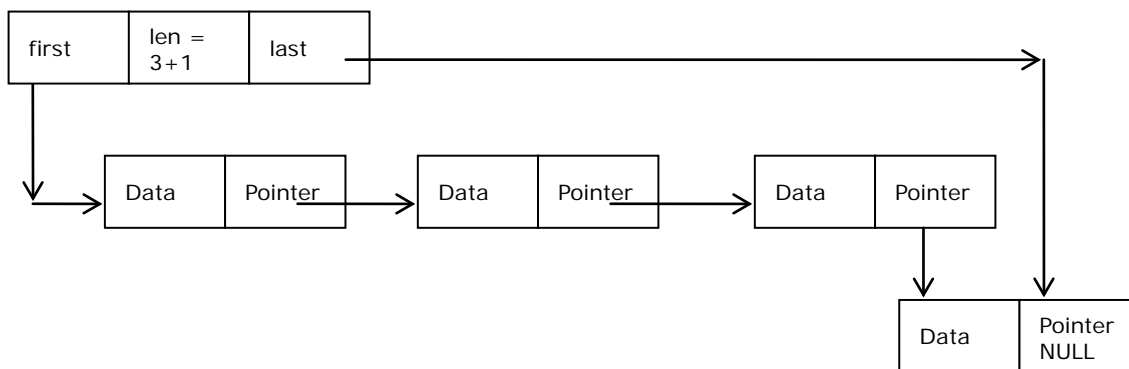 first
len =
3+1
last
Data
Pointer
Data
Pointer
Data
Pointer
Data
Pointer
NULL